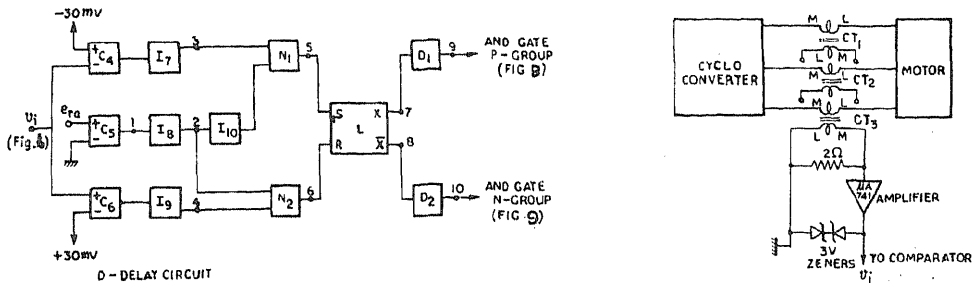 -30mv
+
-
C4
I7
3
N1
5
D1
9
AND GATE
P-GROUP
(FIG 8)
era
+
-
C5
1
I8
2
I10
vi
(Fig.6)
S
X
L
R
X̄
7
8
+
-
C6
I9
4
N2
6
D2
10
AND GATE
N-GROUP
(FIG 9)
+30mv
D-DELAY CIRCUIT
CYCLO
CONVERTER
MOTOR
M
L
CT1
L
M
M
L
CT2
M
L
CT3
L
M
2Ω
μA
741
AMPLIFIER
3V
ZENERS
TO COMPARATOR
vi